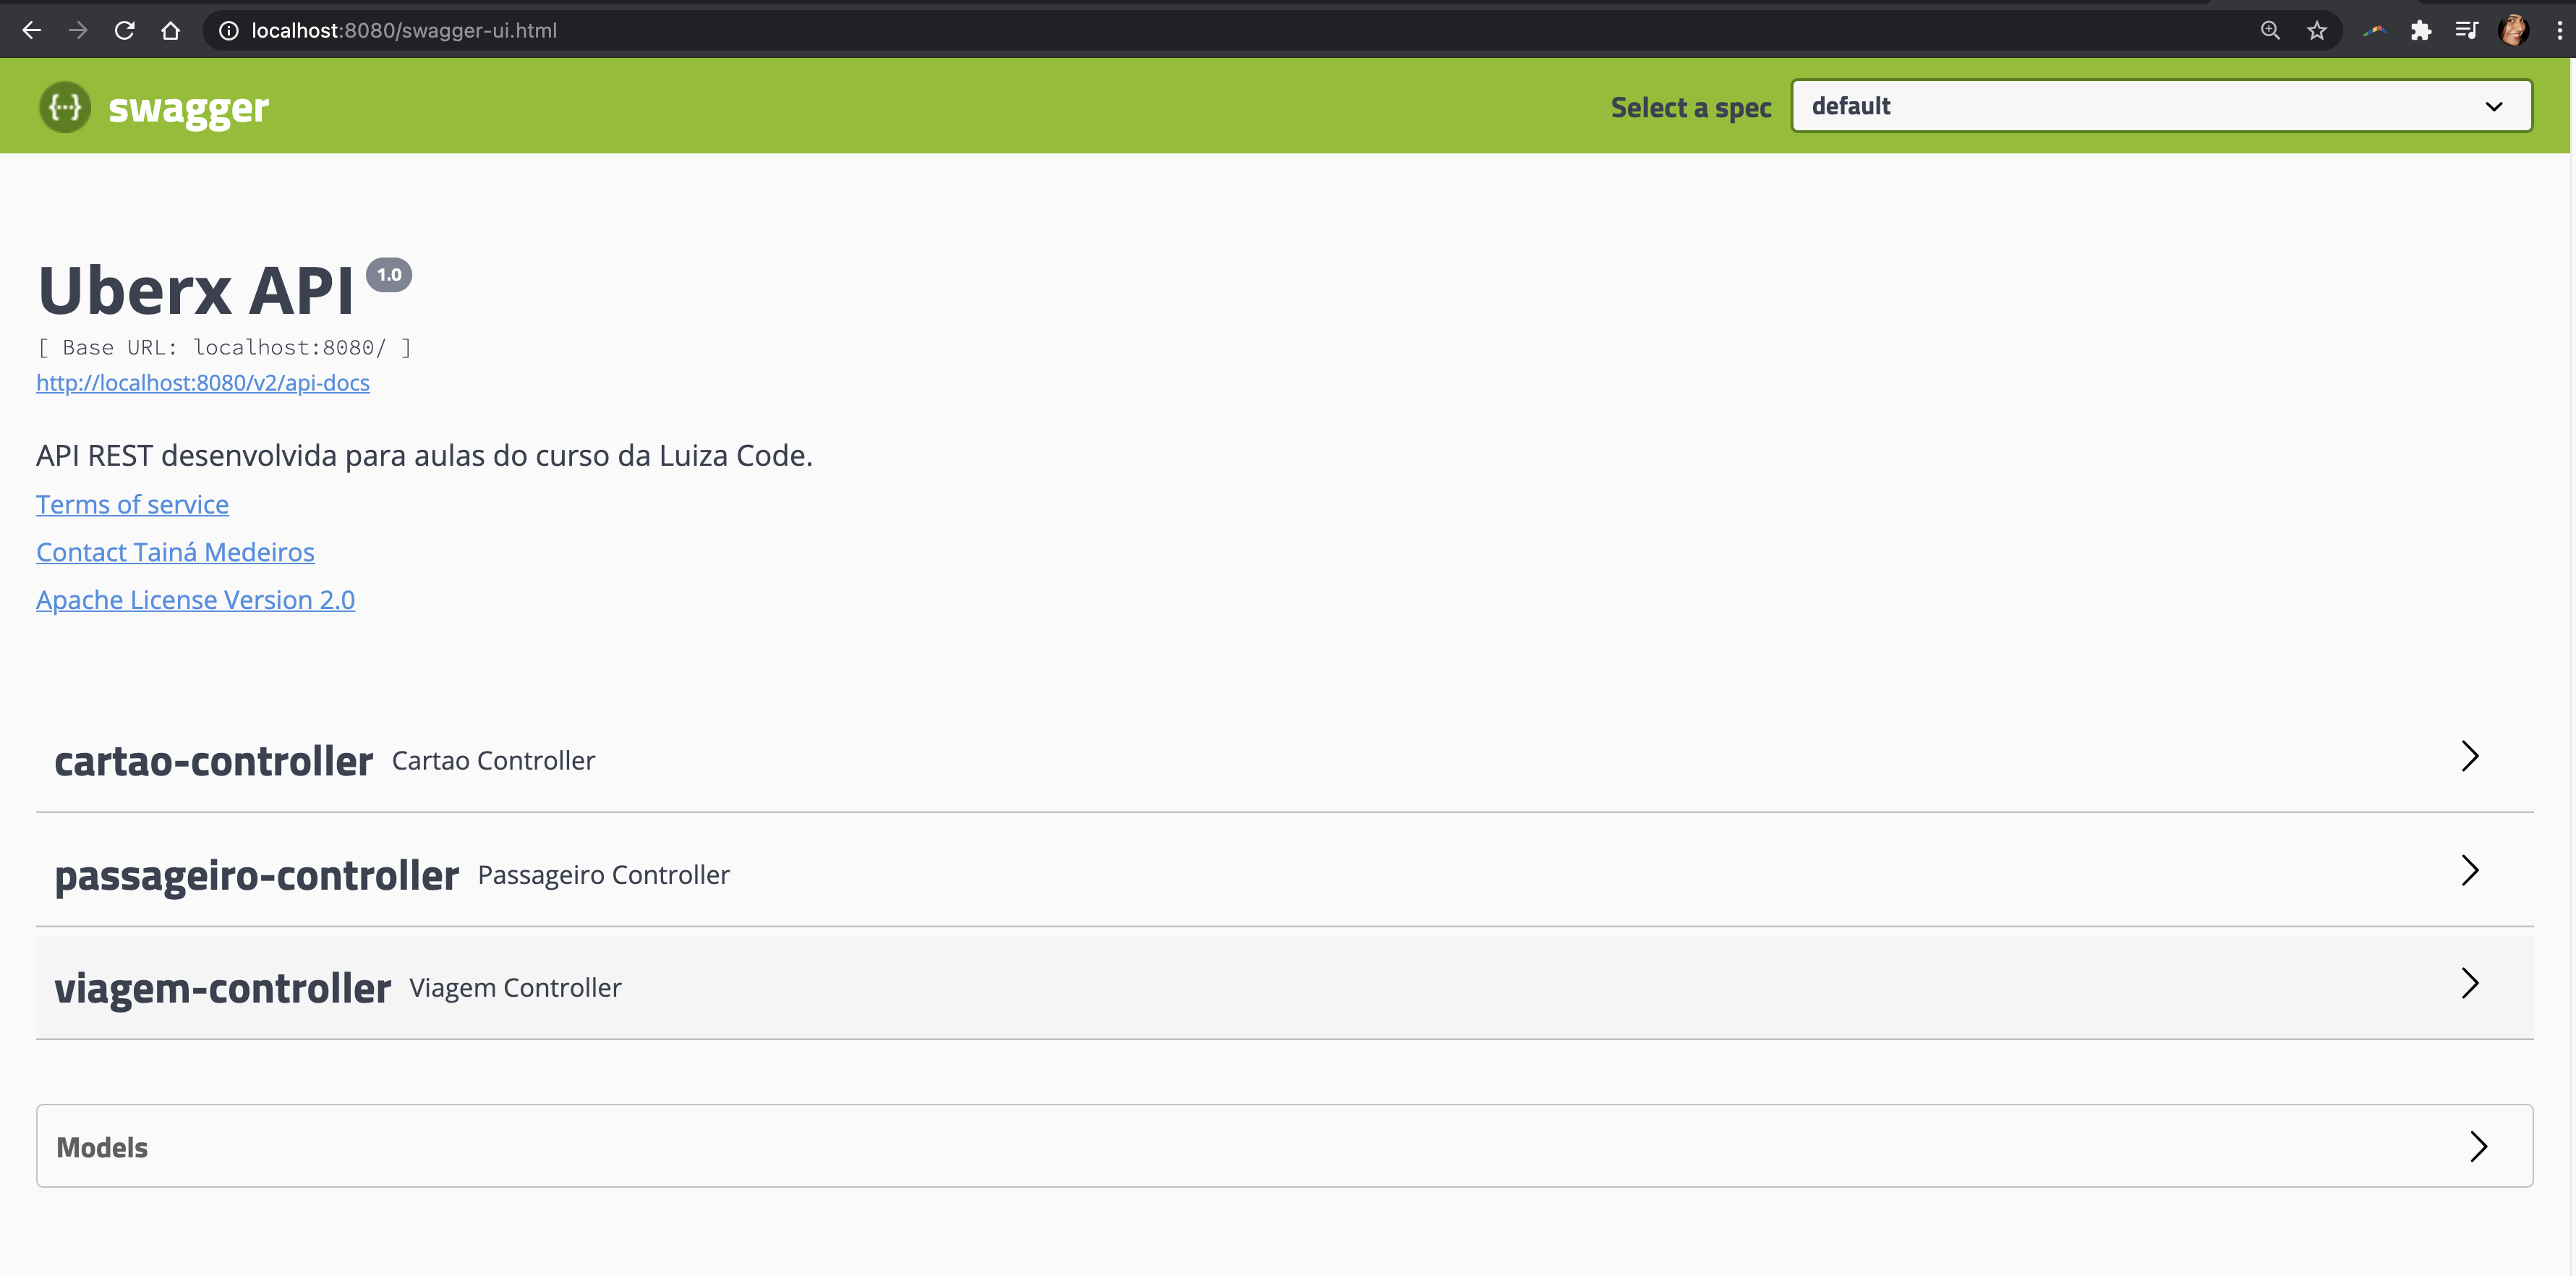 localhost:8080/swagger-ui.html
swagger
Select a spec
default
Uberx API 1.0
[ Base URL: localhost:8080/ ]
http://localhost:8080/v2/api-docs
API REST desenvolvida para aulas do curso da Luiza Code.
Terms of service
Contact Tainá Medeiros
Apache License Version 2.0
cartao-controller Cartao Controller
passageiro-controller Passageiro Controller
viagem-controller Viagem Controller
Models